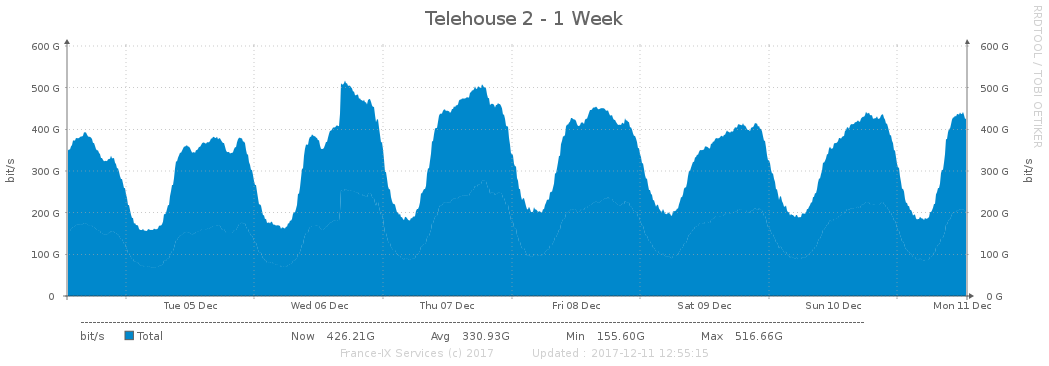 Telehouse 2 - 1 Week
RRDTOOL / TOBI OETIKER
600 G 600 G
500 G 500 G
400 G 400 G
300 G 300 G
200 G 200 G
100 G 100 G
0 0 G
bit/s bit/s
Tue 05 Dec Wed 06 Dec Thu 07 Dec Fri 08 Dec Sat 09 Dec Sun 10 Dec Mon 11 Dec
bit/s Total Now 426.21G Avg 330.93G Min 155.60G Max 516.66G
France-IX Services (c) 2017 Updated : 2017-12-11 12:55:15